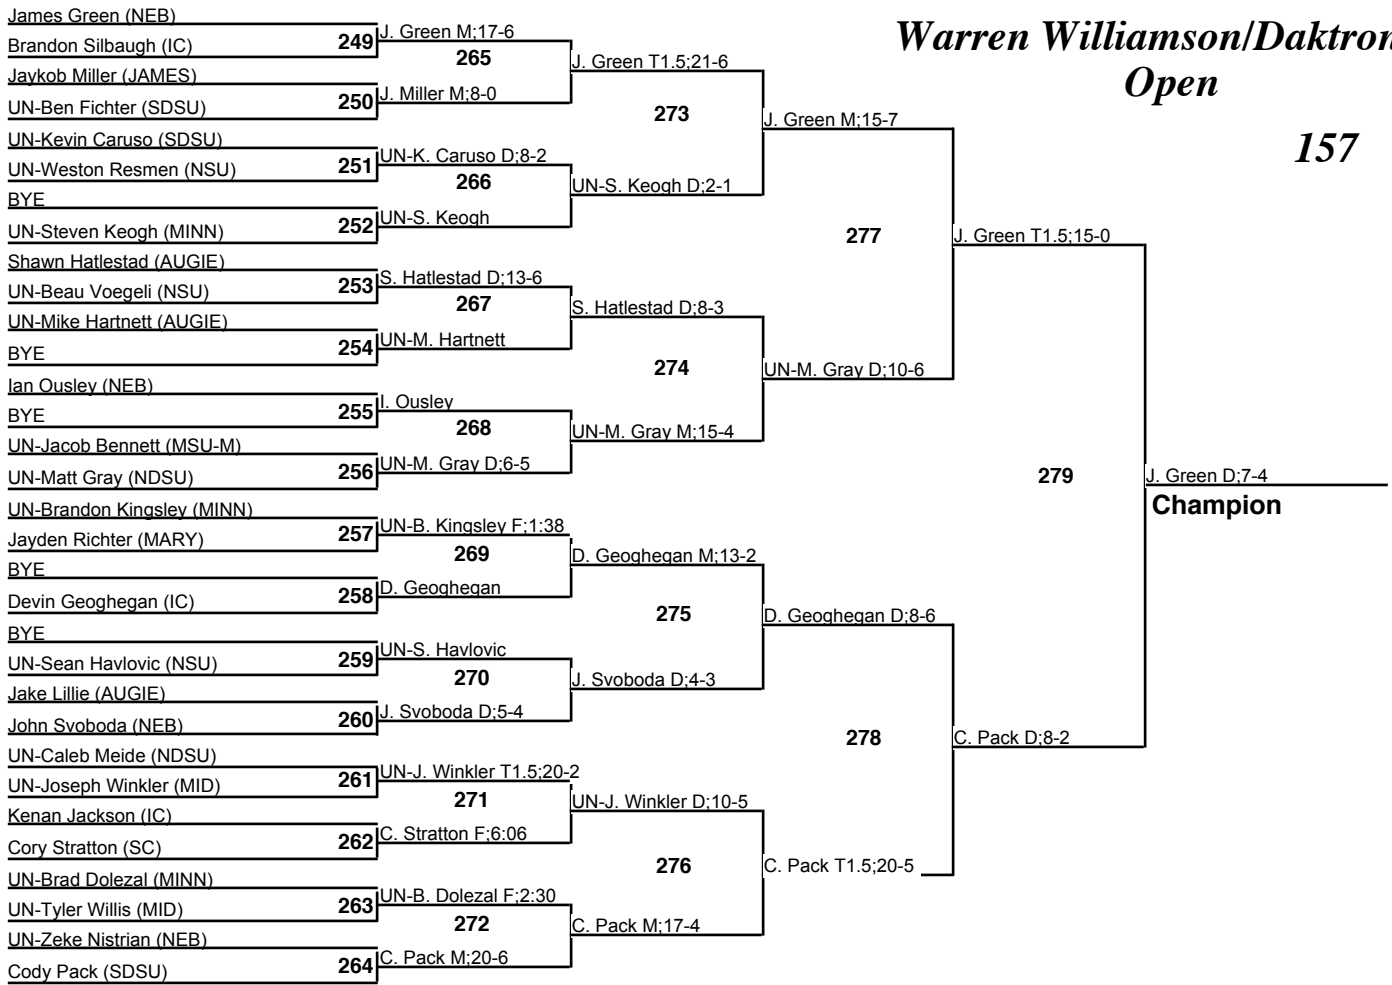 Warren Williamson/Daktron
Open
157
James Green (NEB)
Brandon Silbaugh (IC)
249
Jaykob Miller (JAMES)
UN-Ben Fichter (SDSU)
250
UN-Kevin Caruso (SDSU)
UN-Weston Resmen (NSU)
251
BYE
UN-Steven Keogh (MINN)
252
Shawn Hatlestad (AUGIE)
UN-Beau Voegeli (NSU)
253
UN-Mike Hartnett (AUGIE)
BYE
254
Ian Ousley (NEB)
BYE
255
UN-Jacob Bennett (MSU-M)
UN-Matt Gray (NDSU)
256
UN-Brandon Kingsley (MINN)
Jayden Richter (MARY)
257
BYE
Devin Geoghegan (IC)
258
BYE
UN-Sean Havlovic (NSU)
259
Jake Lillie (AUGIE)
John Svoboda (NEB)
260
UN-Caleb Meide (NDSU)
UN-Joseph Winkler (MID)
261
Kenan Jackson (IC)
Cory Stratton (SC)
262
UN-Brad Dolezal (MINN)
UN-Tyler Willis (MID)
263
UN-Zeke Nistrian (NEB)
Cody Pack (SDSU)
264
J. Green M;17-6
265
J. Miller M;8-0
UN-K. Caruso D;8-2
266
UN-S. Keogh
S. Hatlestad D;13-6
267
UN-M. Hartnett
I. Ousley
268
UN-M. Gray D;6-5
UN-B. Kingsley F;1:38
269
D. Geoghegan
UN-S. Havlovic
270
J. Svoboda D;5-4
UN-J. Winkler T1.5;20-2
271
C. Stratton F;6:06
UN-B. Dolezal F;2:30
272
C. Pack M;20-6
J. Green T1.5;21-6
273
UN-S. Keogh D;2-1
S. Hatlestad D;8-3
274
UN-M. Gray M;15-4
D. Geoghegan M;13-2
275
J. Svoboda D;4-3
UN-J. Winkler D;10-5
276
C. Pack M;17-4
J. Green M;15-7
277
UN-M. Gray D;10-6
D. Geoghegan D;8-6
278
C. Pack T1.5;20-5
J. Green T1.5;15-0
279
C. Pack D;8-2
J. Green D;7-4
Champion